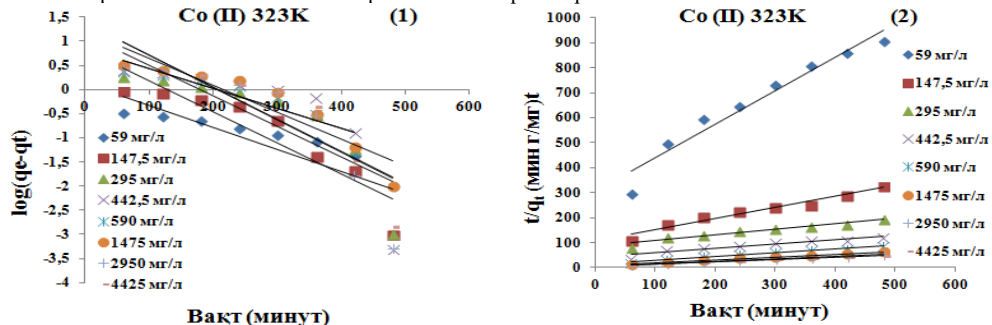 Co (II) 323K (1)
log(qe-qt)
1,5
1
0,5
0
-0,5
-1
-1,5
-2
-2,5
-3
-3,5
-4
0 100 200 300 400 500 600
59 мг/л
147,5 мг/л
295 мг/л
442,5 мг/л
590 мг/л
1475 мг/л
2950 мг/л
4425 мг/л
Вақт (минут)
Co (II) 323K (2)
t/qt (мин г/мг)t
1000
900
800
700
600
500
400
300
200
100
0
0 100 200 300 400 500 600
59 мг/л
147,5 мг/л
295 мг/л
442,5 мг/л
590 мг/л
1475 мг/л
2950 мг/л
4425 мг/л
Вақт (минут)